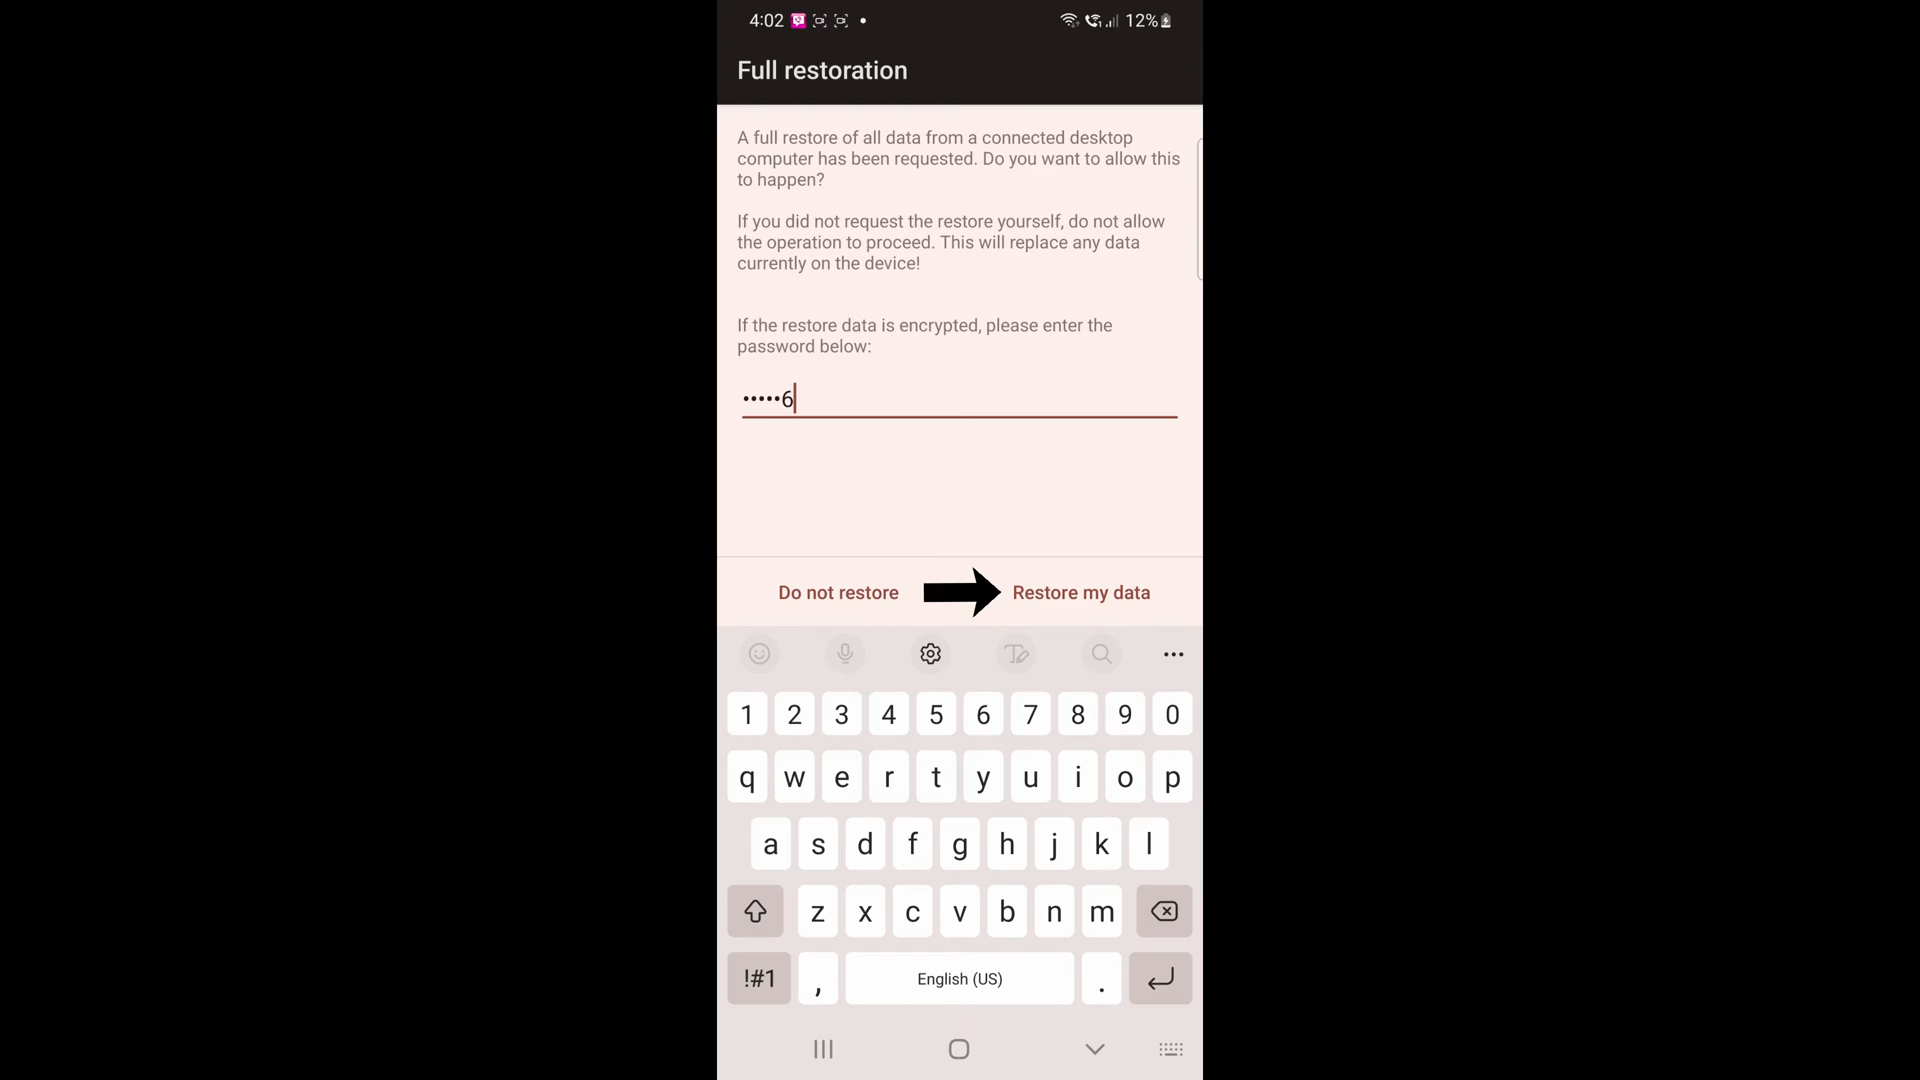 4:02 12%
Full restoration
A full restore of all data from a connected desktop
computer has been requested. Do you want to allow this
to happen?
If you did not request the restore yourself, do not allow
the operation to proceed. This will replace any data
currently on the device!
If the restore data is encrypted, please enter the
password below:
•••••6
Do not restore Restore my data
1 2 3 4 5 6 7 8 9 0
q w e r t y u i o p
a s d f g h j k l
z x c v b n m
!#1 , English (US) .